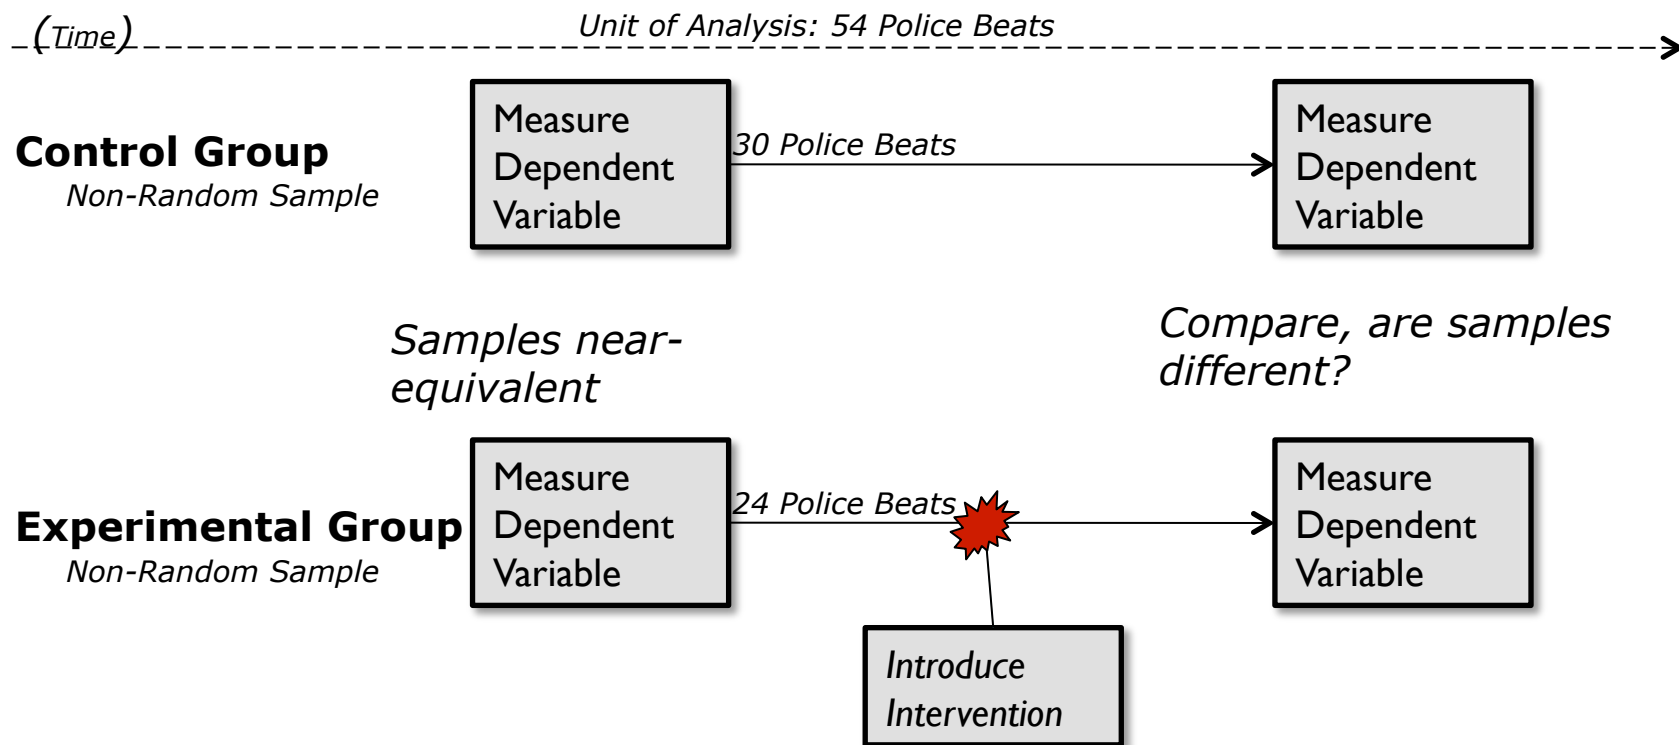 (Time)
Unit of Analysis: 54 Police Beats
Control Group
Non-Random Sample
Measure
Dependent
Variable
30 Police Beats
Measure
Dependent
Variable
Samples near-
equivalent
Compare, are samples
different?
Experimental Group
Non-Random Sample
Measure
Dependent
Variable
24 Police Beats
Measure
Dependent
Variable
Introduce
Intervention